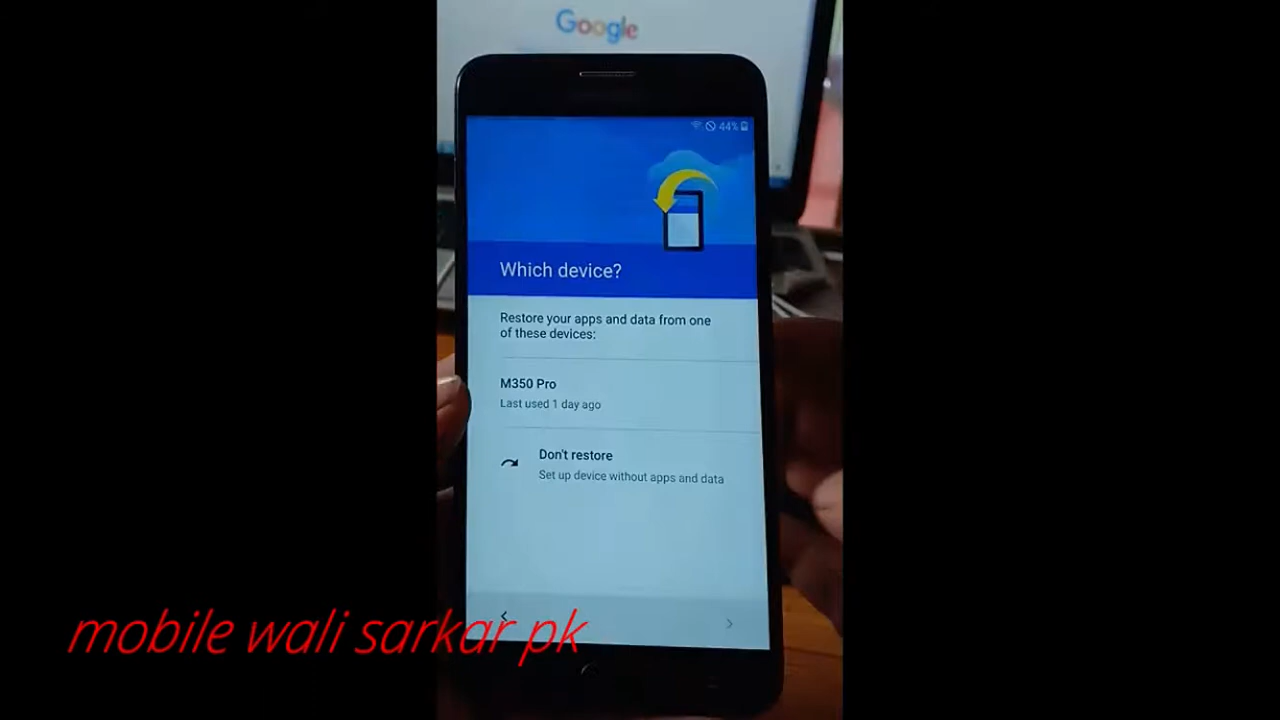 Google
44%
Which device?
Restore your apps and data from one
of these devices:
M350 Pro
Last used 1 day ago
Don't restore
Set up device without apps and data
mobile wali sarkar pk